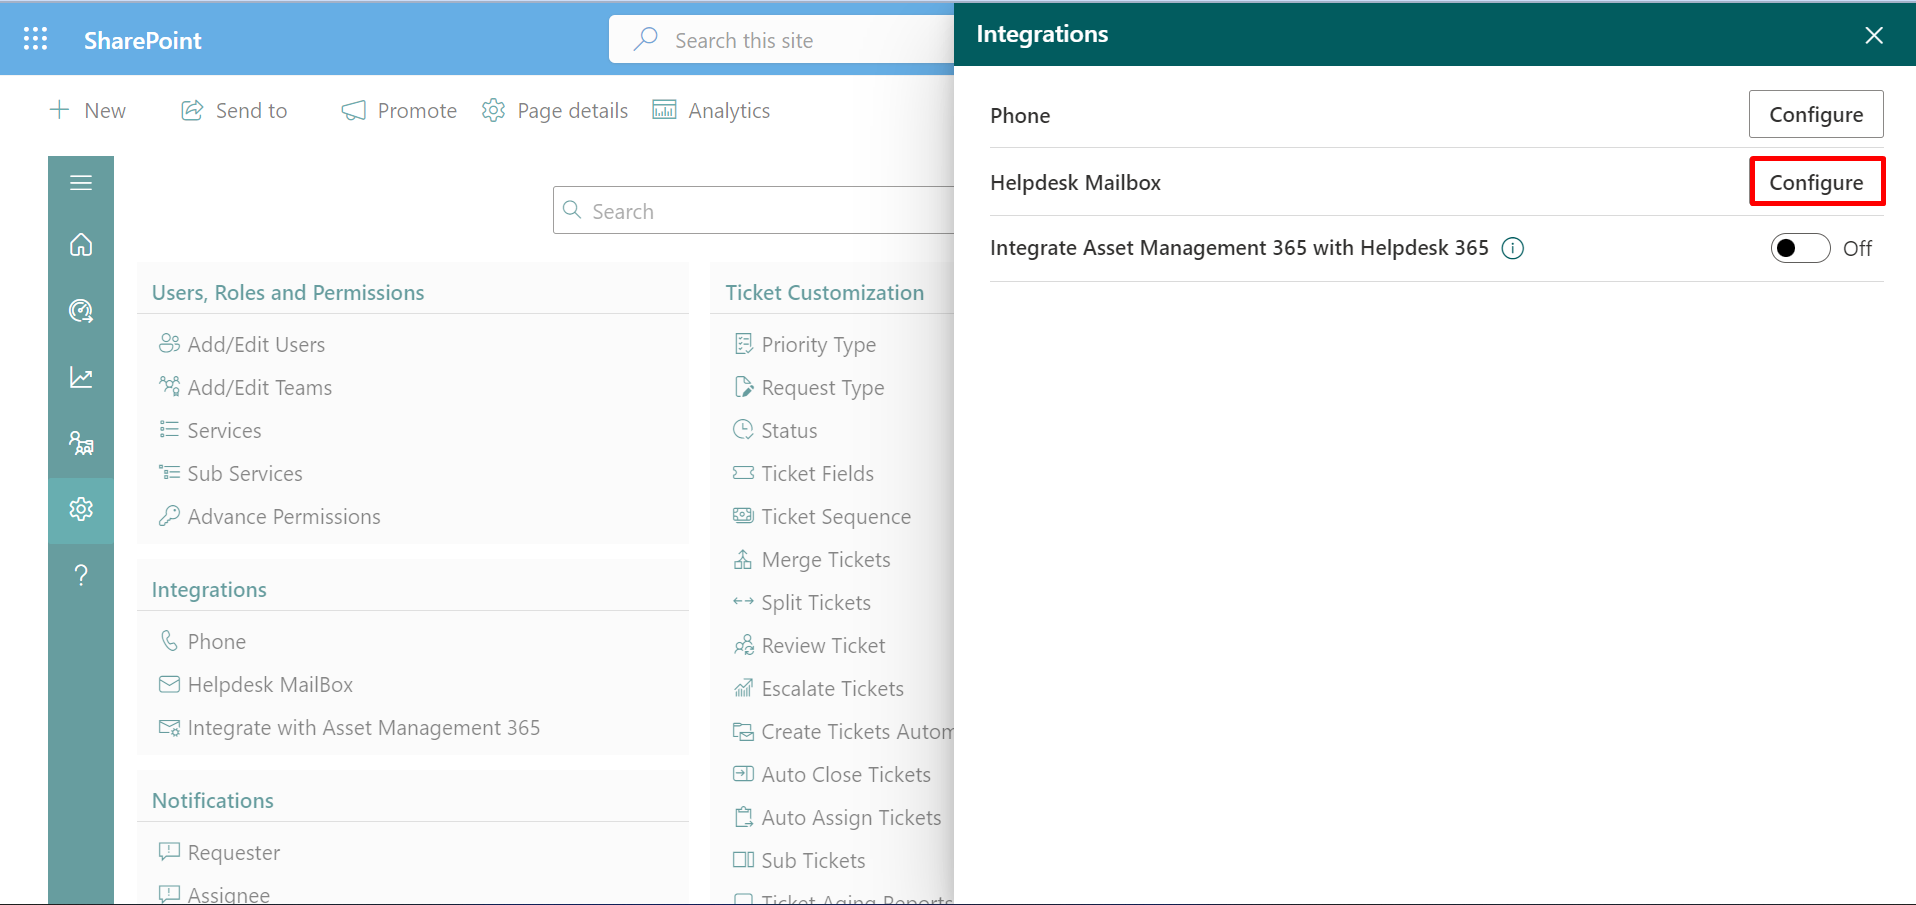 SharePoint
Search this site
New
Send to
Promote
Page details
Analytics
Search
Users, Roles and Permissions
Add/Edit Users
Add/Edit Teams
Services
Sub Services
Advance Permissions
Integrations
Phone
Helpdesk MailBox
Integrate with Asset Management 365
Notifications
Requester
Assignee
Ticket Customization
Priority Type
Request Type
Status
Ticket Fields
Ticket Sequence
Merge Tickets
Split Tickets
Review Ticket
Escalate Tickets
Create Tickets Autom
Auto Close Tickets
Auto Assign Tickets
Sub Tickets
Ticket Aging Reports
Integrations
Phone
Configure
Helpdesk Mailbox
Configure
Integrate Asset Management 365 with Helpdesk 365
Off